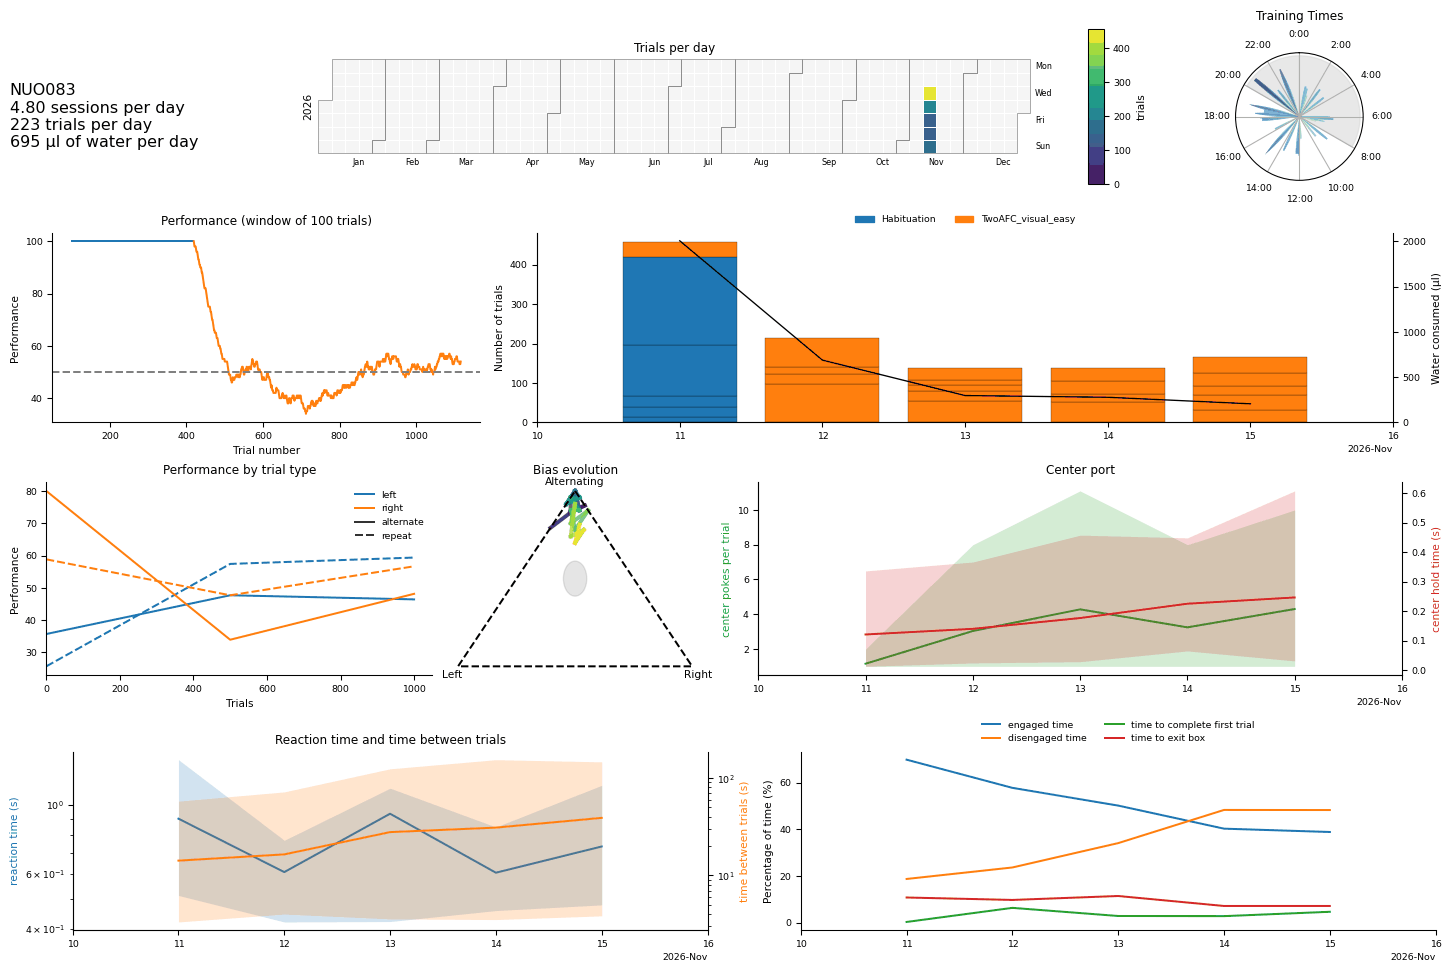 NUO083
4.80 sessions per day
223 trials per day
695 μl of water per day
Trials per day
2026
Mon
Wed
Fri
Sun
Jan Feb Mar Apr May Jun Jul Aug Sep Oct Nov Dec
400
300
200
100
0
trials
Training Times
0:00
2:00
4:00
6:00
8:00
10:00
12:00
14:00
16:00
18:00
20:00
22:00
Performance (window of 100 trials)
Performance
100
80
60
40
200 400 600 800 1000
Trial number
Habituation TwoAFC_visual_easy
Number of trials
400
300
200
100
0
2000
1500
1000
500
0
Water consumed (μl)
10 11 12 13 14 15 16
2026-Nov
Performance by trial type
Performance
80
70
60
50
40
30
left
right
alternate
repeat
0 200 400 600 800 1000
Trials
Bias evolution
Alternating
Left Right
Center port
center pokes per trial
10
8
6
4
2
0.6
0.5
0.4
0.3
0.2
0.1
0.0
center hold time (s)
10 11 12 13 14 15 16
2026-Nov
Reaction time and time between trials
reaction time (s)
10⁰
6 × 10⁻¹
4 × 10⁻¹
10²
10¹
time between trials (s)
10 11 12 13 14 15 16
2026-Nov
engaged time
disengaged time
time to complete first trial
time to exit box
Percentage of time (%)
60
40
20
0
10 11 12 13 14 15 16
2026-Nov